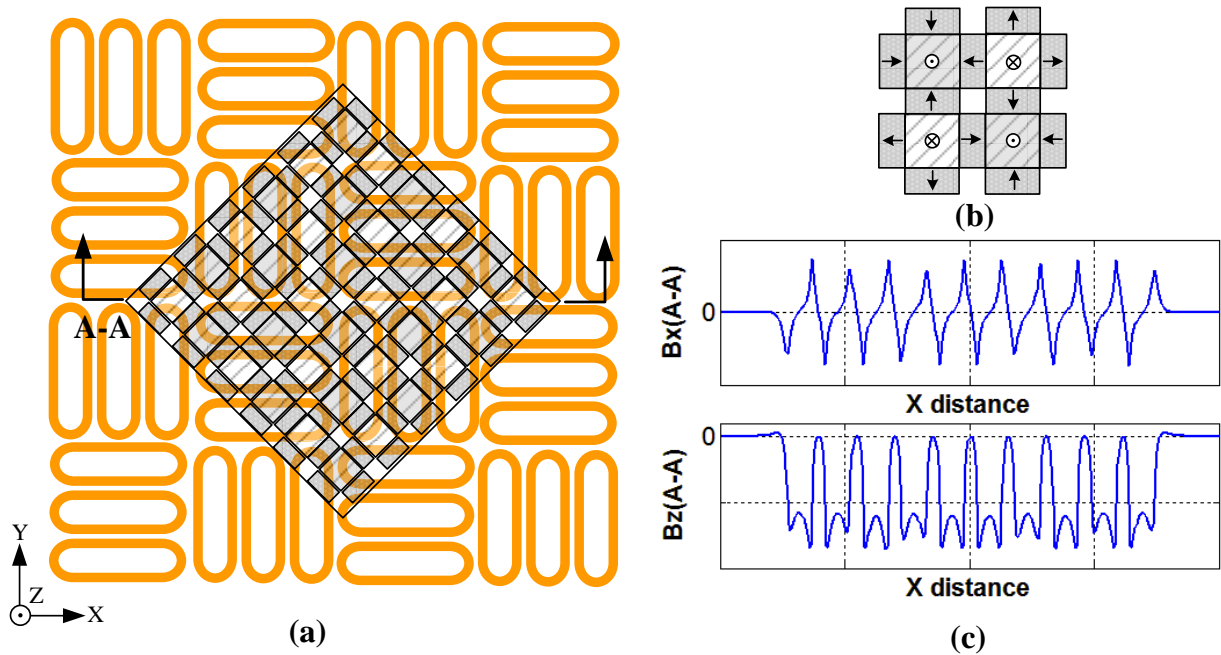 A-A
Y
Z
X
(a)
(b)
Bx(A-A)
0
X distance
Bz(A-A)
0
X distance
(c)